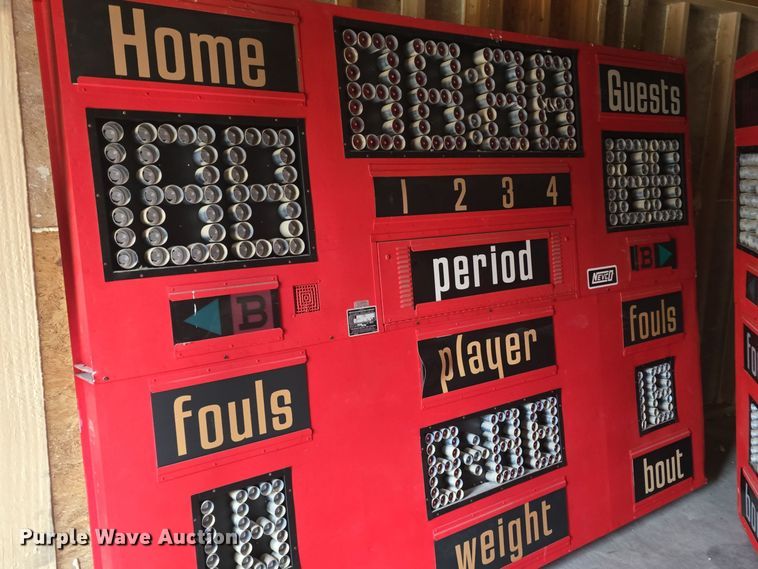 Home
Guests
1 2 3 4
period
NEVCO
B
B
player
fouls
fouls
bout
weight
Purple Wave Auction